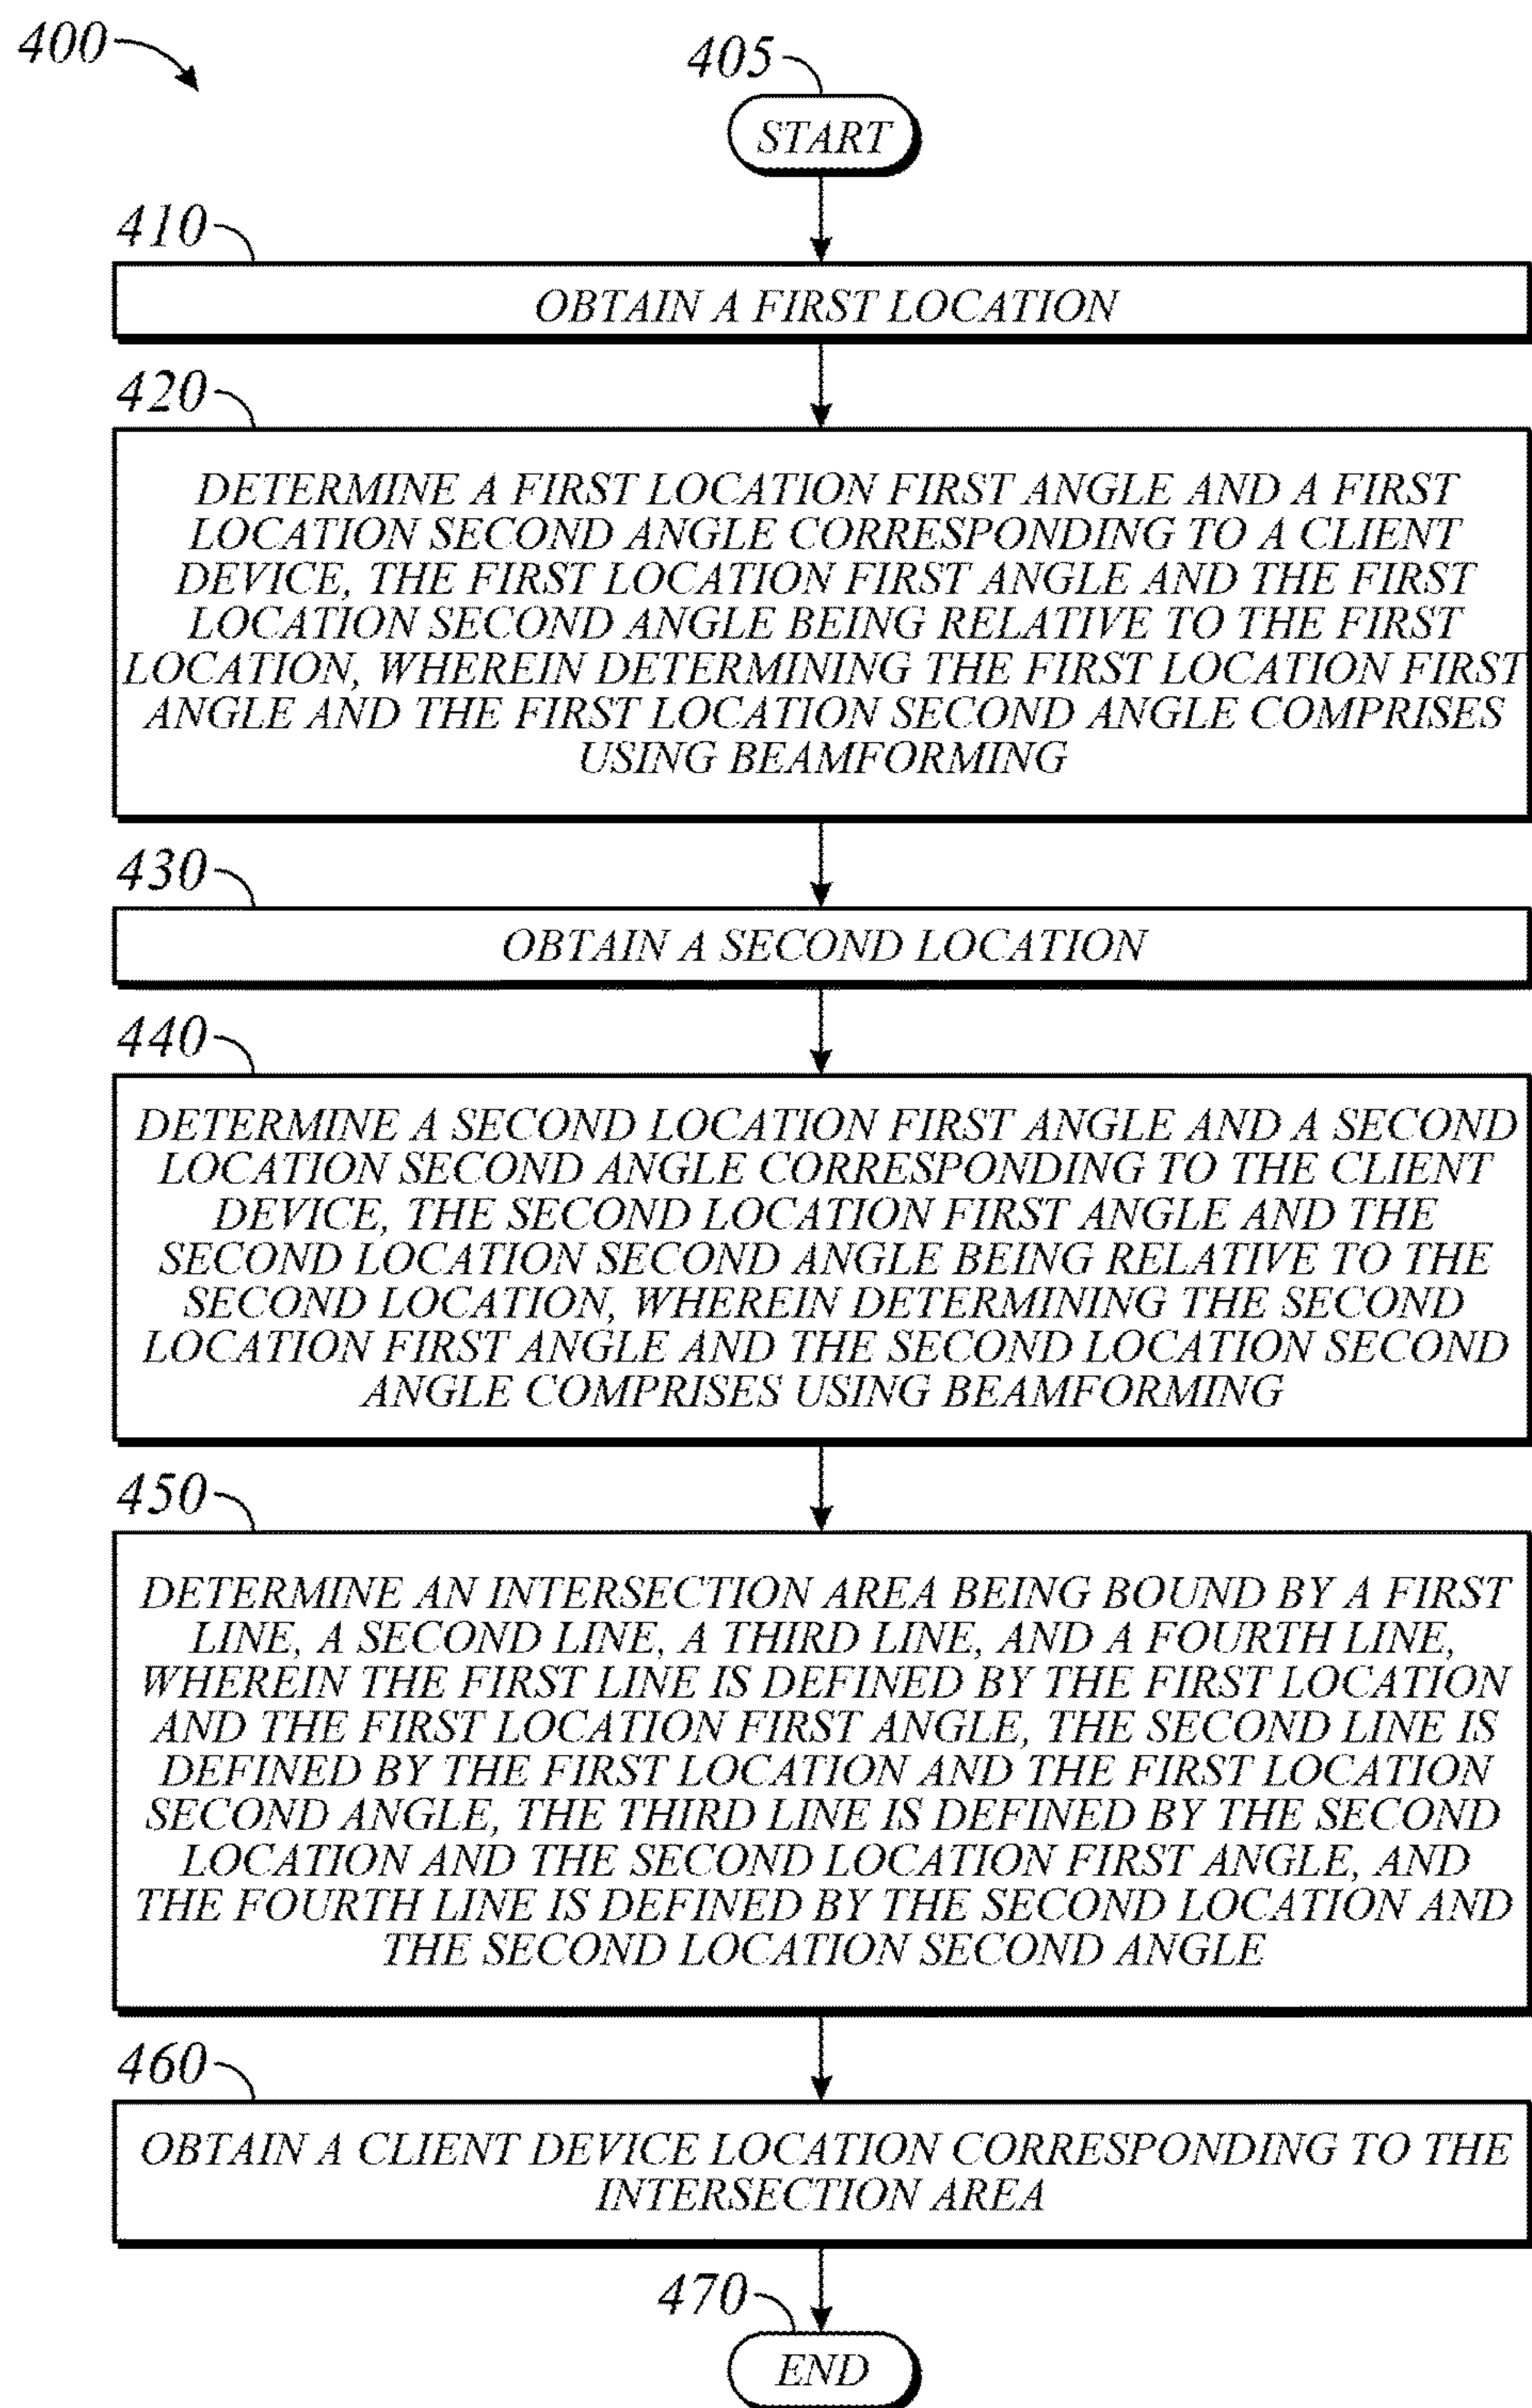 400
405
START
410
OBTAIN A FIRST LOCATION
420
DETERMINE A FIRST LOCATION FIRST ANGLE AND A FIRST
LOCATION SECOND ANGLE CORRESPONDING TO A CLIENT
DEVICE, THE FIRST LOCATION FIRST ANGLE AND THE FIRST
LOCATION SECOND ANGLE BEING RELATIVE TO THE FIRST
LOCATION, WHEREIN DETERMINING THE FIRST LOCATION FIRST
ANGLE AND THE FIRST LOCATION SECOND ANGLE COMPRISES
USING BEAMFORMING
430
OBTAIN A SECOND LOCATION
440
DETERMINE A SECOND LOCATION FIRST ANGLE AND A SECOND
LOCATION SECOND ANGLE CORRESPONDING TO THE CLIENT
DEVICE, THE SECOND LOCATION FIRST ANGLE AND THE
SECOND LOCATION SECOND ANGLE BEING RELATIVE TO THE
SECOND LOCATION, WHEREIN DETERMINING THE SECOND
LOCATION FIRST ANGLE AND THE SECOND LOCATION SECOND
ANGLE COMPRISES USING BEAMFORMING
450
DETERMINE AN INTERSECTION AREA BEING BOUND BY A FIRST
LINE, A SECOND LINE, A THIRD LINE, AND A FOURTH LINE,
WHEREIN THE FIRST LINE IS DEFINED BY THE FIRST LOCATION
AND THE FIRST LOCATION FIRST ANGLE, THE SECOND LINE IS
DEFINED BY THE FIRST LOCATION AND THE FIRST LOCATION
SECOND ANGLE, THE THIRD LINE IS DEFINED BY THE SECOND
LOCATION AND THE SECOND LOCATION FIRST ANGLE, AND
THE FOURTH LINE IS DEFINED BY THE SECOND LOCATION AND
THE SECOND LOCATION SECOND ANGLE
460
OBTAIN A CLIENT DEVICE LOCATION CORRESPONDING TO THE
INTERSECTION AREA
470
END